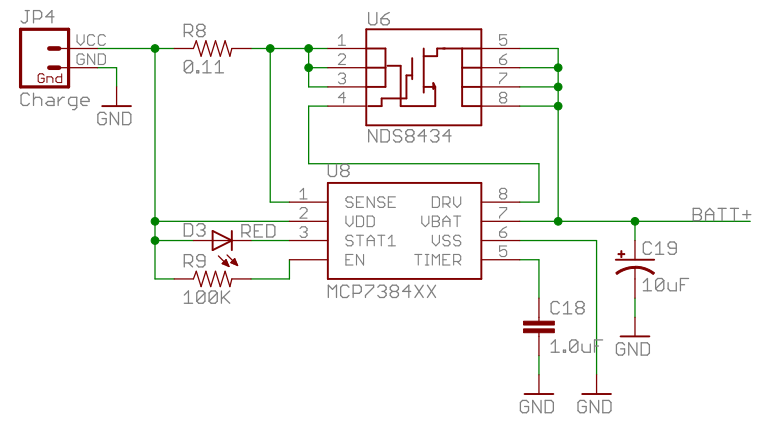 JP4
VCC
GND
Gnd
Charge
GND
R8
0.11
U6
1 5
2 6
3 7
4 8
NDS8434
U8
1 SENSE DRV 8
2 VDD VBAT 7
3 STAT1 VSS 6
EN TIMER 5
MCP7384XX
D3 RED
R9
100K
BATT+
+ C19
10uF
GND
C18
1.0uF
GND
GND